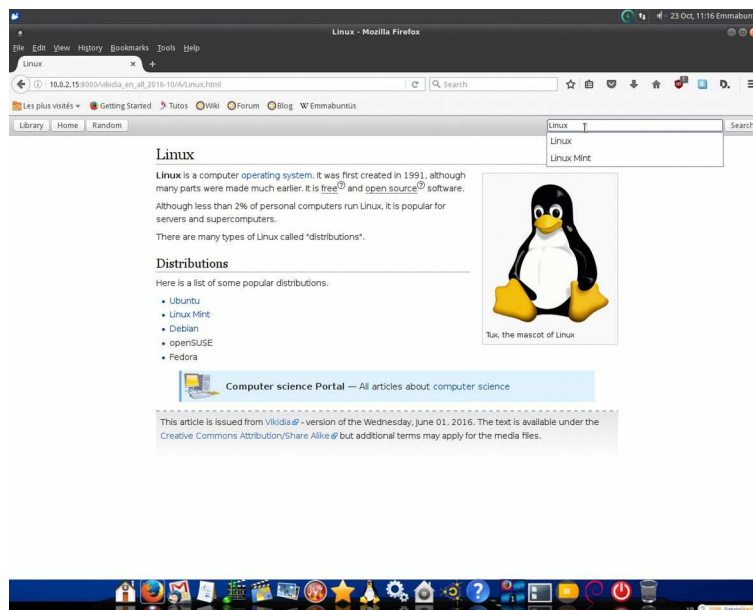 23 Oct, 11:16 Emmabun
Linux - Mozilla Firefox
File Edit View History Bookmarks Tools Help
Linux
10.0.2.15:8000/vikidia_en_all_2016-10/A/Linux.html
Search
Les plus visités Getting Started Tutos Wiki Forum Blog W Emmabuntüs
Library Home Random
Linux
Search
Linux
Linux Mint
Linux
Linux is a computer operating system. It was first created in 1991, although
many parts were made much earlier. It is free and open source software.
Although less than 2% of personal computers run Linux, it is popular for
servers and supercomputers.
There are many types of Linux called "distributions".
Distributions
Here is a list of some popular distributions.
• Ubuntu
• Linux Mint
• Debian
• openSUSE
• Fedora
Tux, the mascot of Linux
Computer science Portal — All articles about computer science
This article is issued from Vikidia - version of the Wednesday, June 01, 2016. The text is available under the
Creative Commons Attribution/Share Alike but additional terms may apply for the media files.